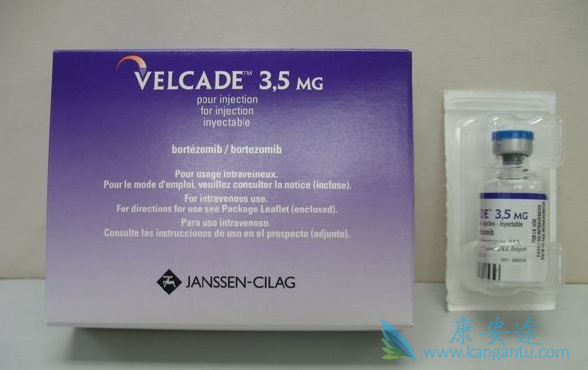 VELCADE™ 3,5 MG
pour injection
for injection
inyectable
bortézomib / bortezomib
Pour usage intraveineux.
Pour le mode d'emploi, veuillez consulter la notice (incluse).
For intravenous use.
For directions for use see Package Leaflet (enclosed).
Para uso intravenoso.
Consulte las instrucciones de uso en el prospecto (adjunto).
JANSSEN-CILAG
CADE™ 3,5 MG
injection - inyectable
康安途
www.kangantu.com